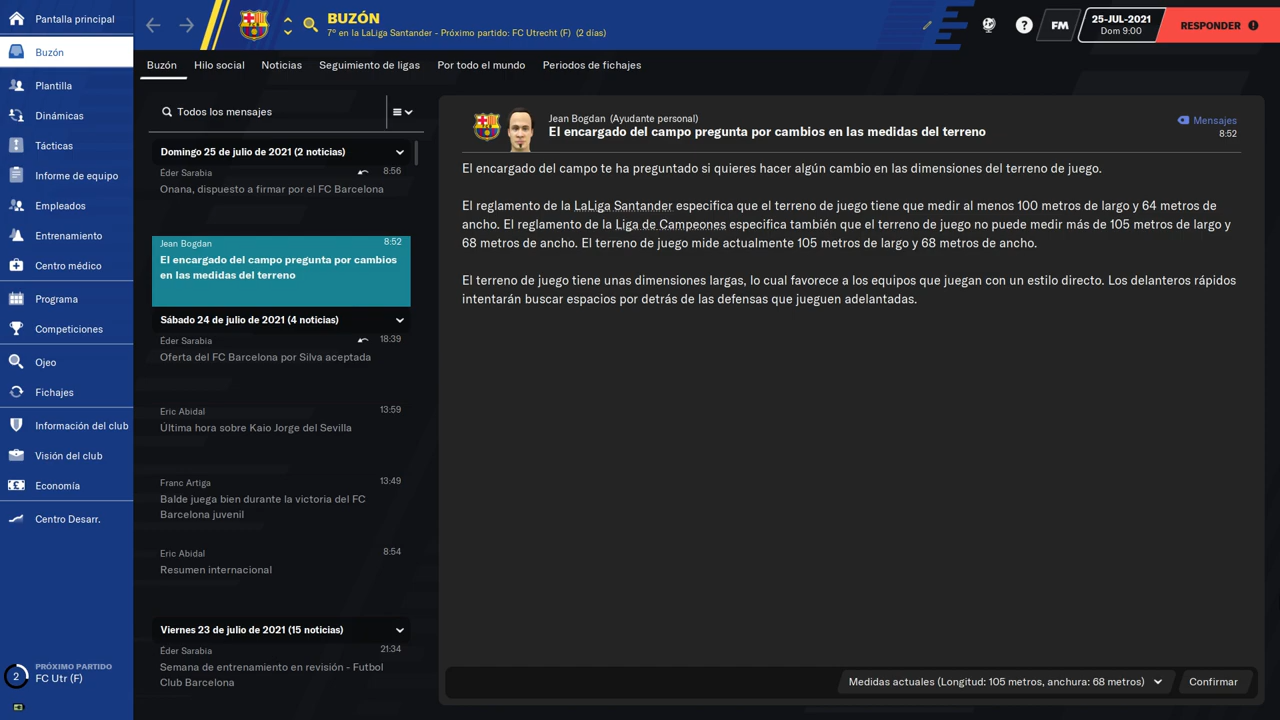 Pantalla principal
Buzón
Plantilla
Dinámicas
Tácticas
Informe de equipo
Empleados
Entrenamiento
Centro médico
Programa
Competiciones
Ojeo
Fichajes
Información del club
Visión del club
Economía
Centro Desarr.
2
PRÓXIMO PARTIDO
FC Utr (F)
BUZÓN
7º en la LaLiga Santander - Próximo partido: FC Utrecht (F) (2 días)
?
FM
25-JUL-2021
Dom 9:00
RESPONDER
Buzón Hilo social Noticias Seguimiento de ligas Por todo el mundo Periodos de fichajes
Todos los mensajes
Domingo 25 de julio de 2021 (2 noticias)
Éder Sarabia 8:56
Onana, dispuesto a firmar por el FC Barcelona
Jean Bogdan 8:52
El encargado del campo pregunta por cambios
en las medidas del terreno
Sábado 24 de julio de 2021 (4 noticias)
Éder Sarabia 18:39
Oferta del FC Barcelona por Silva aceptada
Eric Abidal 13:59
Última hora sobre Kaio Jorge del Sevilla
Franc Artiga 13:49
Balde juega bien durante la victoria del FC
Barcelona juvenil
Eric Abidal 8:54
Resumen internacional
Viernes 23 de julio de 2021 (15 noticias)
Éder Sarabia 21:34
Semana de entrenamiento en revisión - Futbol
Club Barcelona
Jean Bogdan (Ayudante personal)
El encargado del campo pregunta por cambios en las medidas del terreno
Mensajes
8:52
El encargado del campo te ha preguntado si quieres hacer algún cambio en las dimensiones del terreno de juego.
El reglamento de la LaLiga Santander especifica que el terreno de juego tiene que medir al menos 100 metros de largo y 64 metros de
ancho. El reglamento de la Liga de Campeones especifica también que el terreno de juego no puede medir más de 105 metros de largo y
68 metros de ancho. El terreno de juego mide actualmente 105 metros de largo y 68 metros de ancho.
El terreno de juego tiene unas dimensiones largas, lo cual favorece a los equipos que juegan con un estilo directo. Los delanteros rápidos
intentarán buscar espacios por detrás de las defensas que jueguen adelantadas.
Medidas actuales (Longitud: 105 metros, anchura: 68 metros)
Confirmar